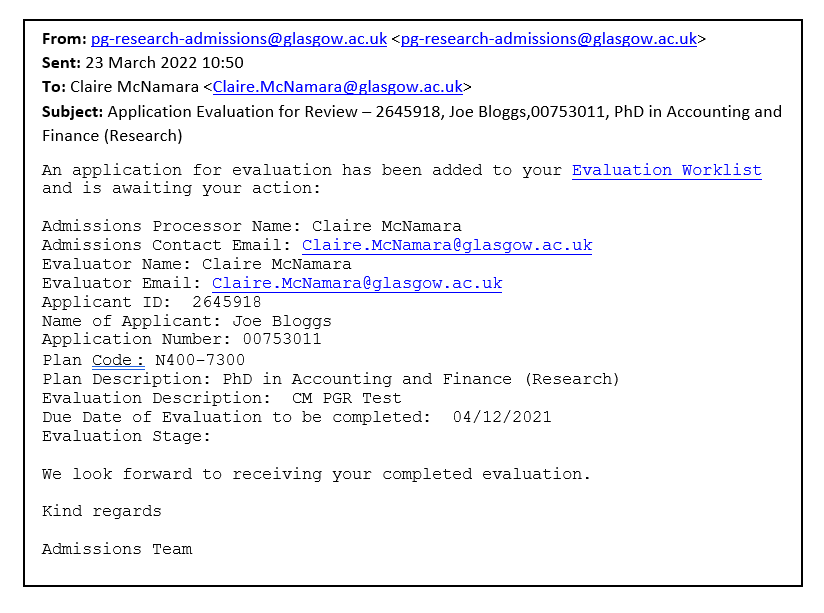 From: pg-research-admissions@glasgow.ac.uk <pg-research-admissions@glasgow.ac.uk>
Sent: 23 March 2022 10:50
To: Claire McNamara <Claire.McNamara@glasgow.ac.uk>
Subject: Application Evaluation for Review – 2645918, Joe Bloggs,00753011, PhD in Accounting and
Finance (Research)
An application for evaluation has been added to your Evaluation Worklist
and is awaiting your action:
Admissions Processor Name: Claire McNamara
Admissions Contact Email: Claire.McNamara@glasgow.ac.uk
Evaluator Name: Claire McNamara
Evaluator Email: Claire.McNamara@glasgow.ac.uk
Applicant ID:  2645918
Name of Applicant: Joe Bloggs
Application Number: 00753011
Plan Code: N400-7300
Plan Description: PhD in Accounting and Finance (Research)
Evaluation Description:  CM PGR Test
Due Date of Evaluation to be completed:  04/12/2021
Evaluation Stage:
We look forward to receiving your completed evaluation.
Kind regards
Admissions Team